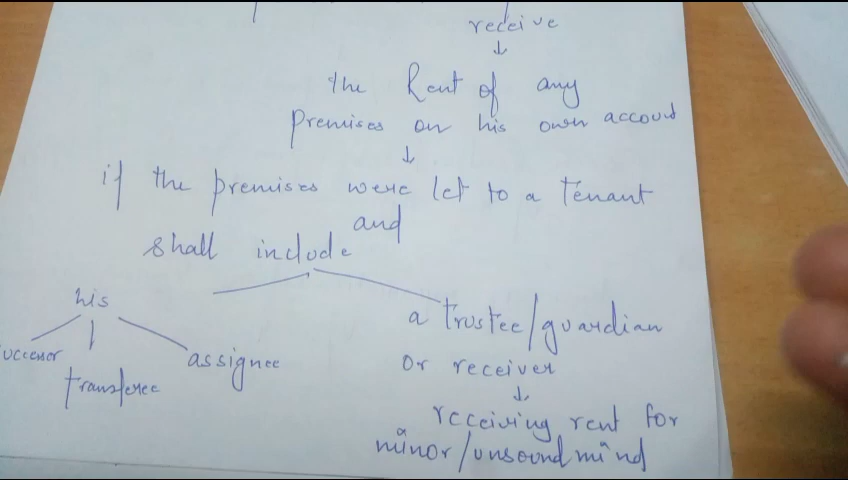 receive
↓
the Rent of any
premises on his own account
↓
if the premises were let to a tenant
and
shall include
his
a trustee/guardian
uccessor
assignee
or receiver
transferee
↓
receiving rent for
minor/unsound mind